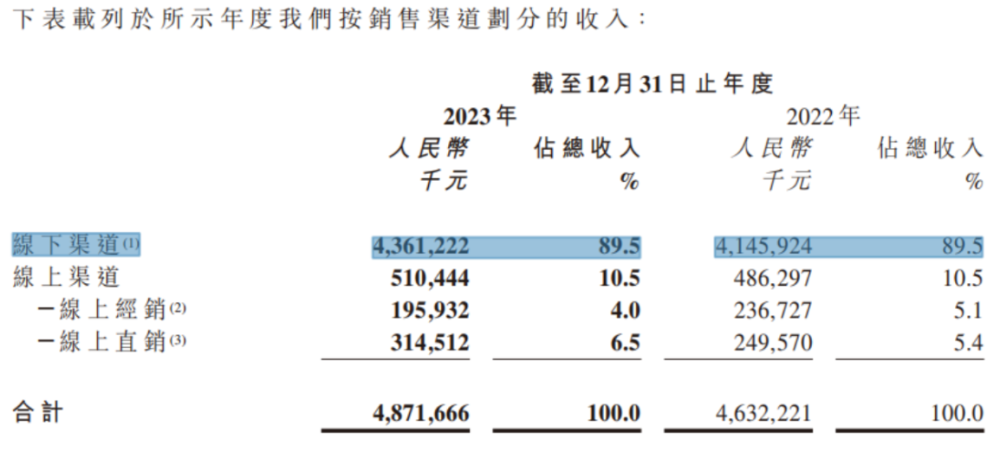 下表載列於所示年度我們按銷售渠道劃分的收入：
截至12月31日止年度
2023年 2022年
人民幣 佔總收入 人民幣 佔總收入
千元 % 千元 %
線下渠道(1) 4,361,222 89.5 4,145,924 89.5
線上渠道 510,444 10.5 486,297 10.5
－線上經銷(2) 195,932 4.0 236,727 5.1
－線上直銷(3) 314,512 6.5 249,570 5.4
合計 4,871,666 100.0 4,632,221 100.0